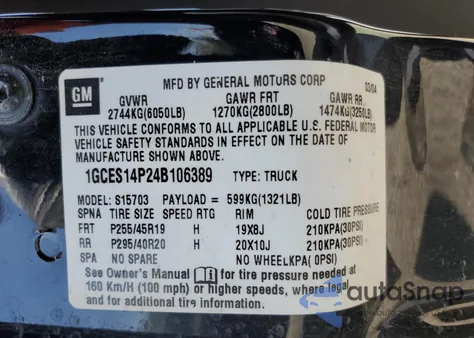 GM
MFD BY GENERAL MOTORS CORP 03/04
GVWR GAWR FRT GAWR RR
2744KG(6050LB) 1270KG(2800LB) 1474KG(3250LB)
THIS VEHICLE CONFORMS TO ALL APPLICABLE U.S. FEDERAL MOTOR
VEHICLE SAFETY STANDARDS IN EFFECT ON THE DATE OF
MANUFACTURE SHOWN ABOVE.
1GCES14P24B106389 TYPE: TRUCK
MODEL: S15703 PAYLOAD = 599KG(1321LB)
SPNA TIRE SIZE SPEED RTG RIM COLD TIRE PRESSURE
FRT P255/45R19 H 19X8J 210KPA(30PSI)
RR P295/40R20 H 20X10J 210KPA(30PSI)
SPA NO SPARE NO WHEEL KPA( 0PSI)
See Owner's Manual for tire pressure needed at
160 Km/H (100 mph) or higher speeds, where legal
and for additional tire information.
autoSnap